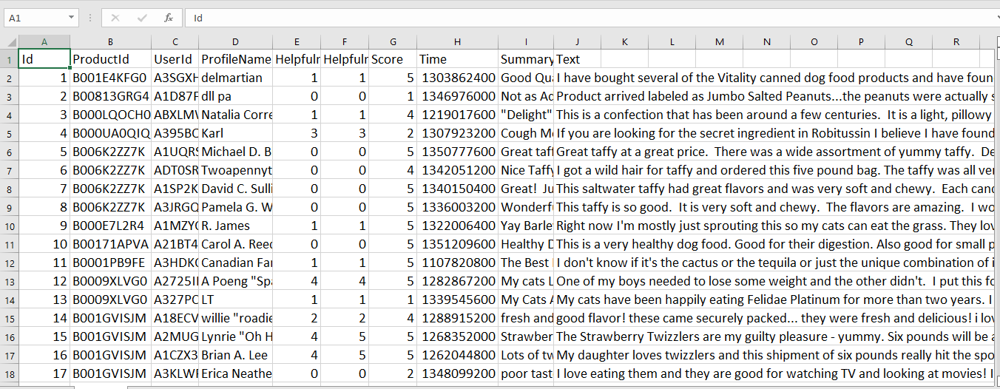 A1 fx Id
A B C D E F G H I J K L M N O P Q R
1 Id ProductId UserId ProfileName Helpfuln Helpfuln Score Time Summary Text
2 1 B001E4KFG0 A3SGXH delmartian 1 1 5 1303862400 Good Qua I have bought several of the Vitality canned dog food products and have foun
3 2 B00813GRG4 A1D87F dll pa 0 0 1 1346976000 Not as Ad Product arrived labeled as Jumbo Salted Peanuts...the peanuts were actually s
4 3 B000LQOCH0 ABXLMW Natalia Corre 1 1 4 1219017600 "Delight" This is a confection that has been around a few centuries. It is a light, pillowy
5 4 B000UA0QIQ A395BO Karl 3 3 2 1307923200 Cough Me If you are looking for the secret ingredient in Robitussin I believe I have found
6 5 B006K2ZZ7K A1UQRS Michael D. B 0 0 5 1350777600 Great taff Great taffy at a great price. There was a wide assortment of yummy taffy. De
7 6 B006K2ZZ7K ADT0SR Twoapennyt 0 0 4 1342051200 Nice Taffy I got a wild hair for taffy and ordered this five pound bag. The taffy was all ver
8 7 B006K2ZZ7K A1SP2K David C. Sulli 0 0 5 1340150400 Great! Ju This saltwater taffy had great flavors and was very soft and chewy. Each canc
9 8 B006K2ZZ7K A3JRGQ Pamela G. W 0 0 5 1336003200 Wonderfu This taffy is so good. It is very soft and chewy. The flavors are amazing. I wo
10 9 B000E7L2R4 A1MZYO R. James 1 1 5 1322006400 Yay Barle Right now I'm mostly just sprouting this so my cats can eat the grass. They lov
11 10 B00171APVA A21BT4 Carol A. Reed 0 0 5 1351209600 Healthy D This is a very healthy dog food. Good for their digestion. Also good for small p
12 11 B0001PB9FE A3HDKO Canadian Fan 1 1 5 1107820800 The Best I don't know if it's the cactus or the tequila or just the unique combination of i
13 12 B0009XLVG0 A2725II A Poeng "Spa 4 4 5 1282867200 My cats L One of my boys needed to lose some weight and the other didn't. I put this fo
14 13 B0009XLVG0 A327PC LT 1 1 1 1339545600 My Cats A My cats have been happily eating Felidae Platinum for more than two years. I
15 14 B001GVISJM A18ECV willie "roadie 2 2 4 1288915200 fresh and good flavor! these came securely packed... they were fresh and delicious! i lov
16 15 B001GVISJM A2MUG Lynrie "Oh H 4 5 5 1268352000 Strawber The Strawberry Twizzlers are my guilty pleasure - yummy. Six pounds will be a
17 16 B001GVISJM A1CZX3 Brian A. Lee 4 5 5 1262044800 Lots of tw My daughter loves twizzlers and this shipment of six pounds really hit the spo
18 17 B001GVISJM A3KLWF Erica Neathe 0 0 2 1348099200 poor tast I love eating them and they are good for watching TV and looking at movies! I